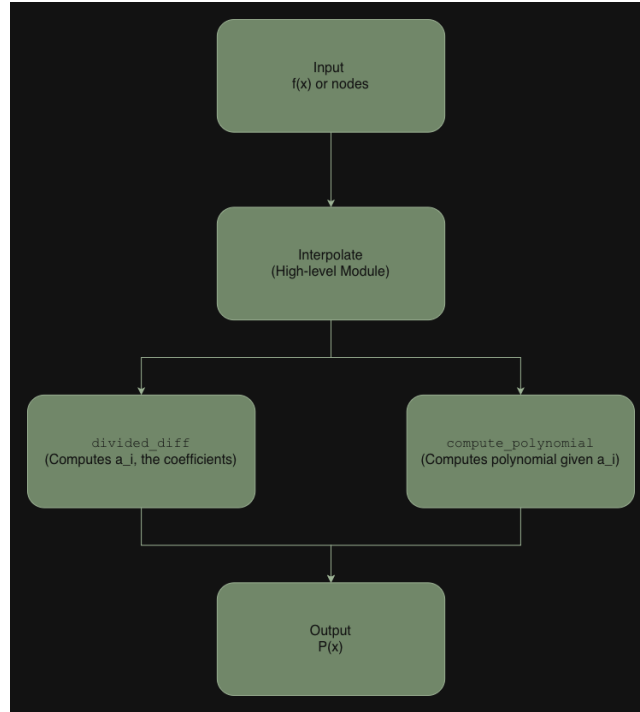 Input
f(x) or nodes
Interpolate
(High-level Module)
divided_diff
(Computes a_i, the coefficients)
compute_polynomial
(Computes polynomial given a_i)
Output
P(x)